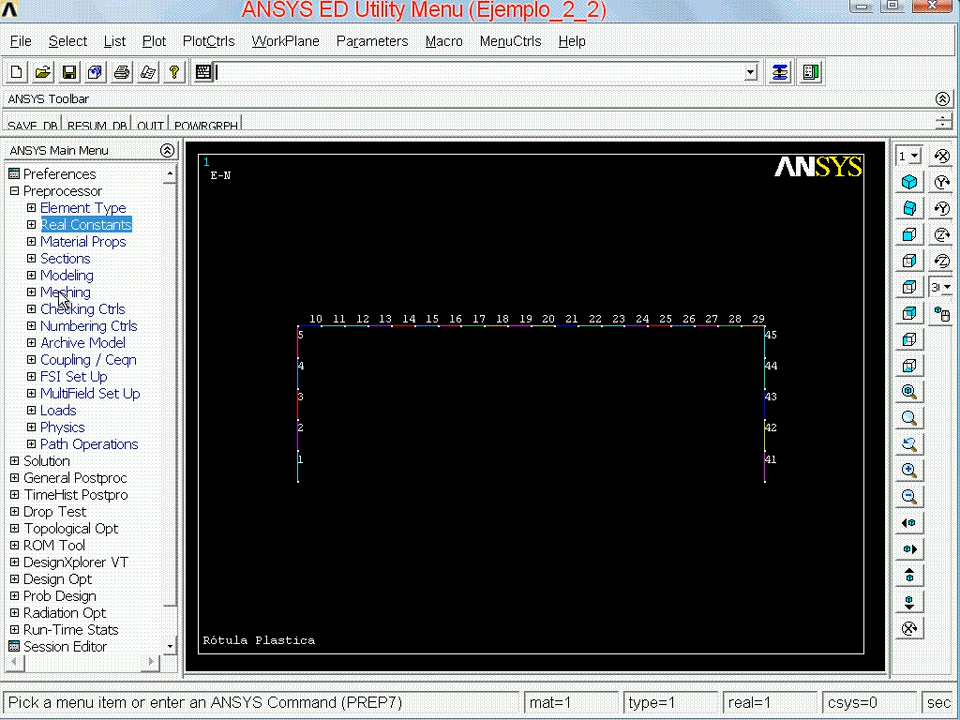 ANSYS ED Utility Menu (Ejemplo_2_2)
File Select List Plot PlotCtrls WorkPlane Parameters Macro MenuCtrls Help
ANSYS Toolbar
SAVE_DB RESUM_DB QUIT POWRGRPH
ANSYS Main Menu
Preferences
Preprocessor
Element Type
Real Constants
Material Props
Sections
Modeling
Meshing
Checking Ctrls
Numbering Ctrls
Archive Model
Coupling / Ceqn
FSI Set Up
MultiField Set Up
Loads
Physics
Path Operations
Solution
General Postproc
TimeHist Postpro
Drop Test
Topological Opt
ROM Tool
DesignXplorer VT
Design Opt
Prob Design
Radiation Opt
Run-Time Stats
Session Editor
1
E-N
ANSYS
10 11 12 13 14 15 16 17 18 19 20 21 22 23 24 25 26 27 28 29
5 45
4 44
3 43
2 42
1 41
Rótula Plastica
1
Pick a menu item or enter an ANSYS Command (PREP7) mat=1 type=1 real=1 csys=0 sec